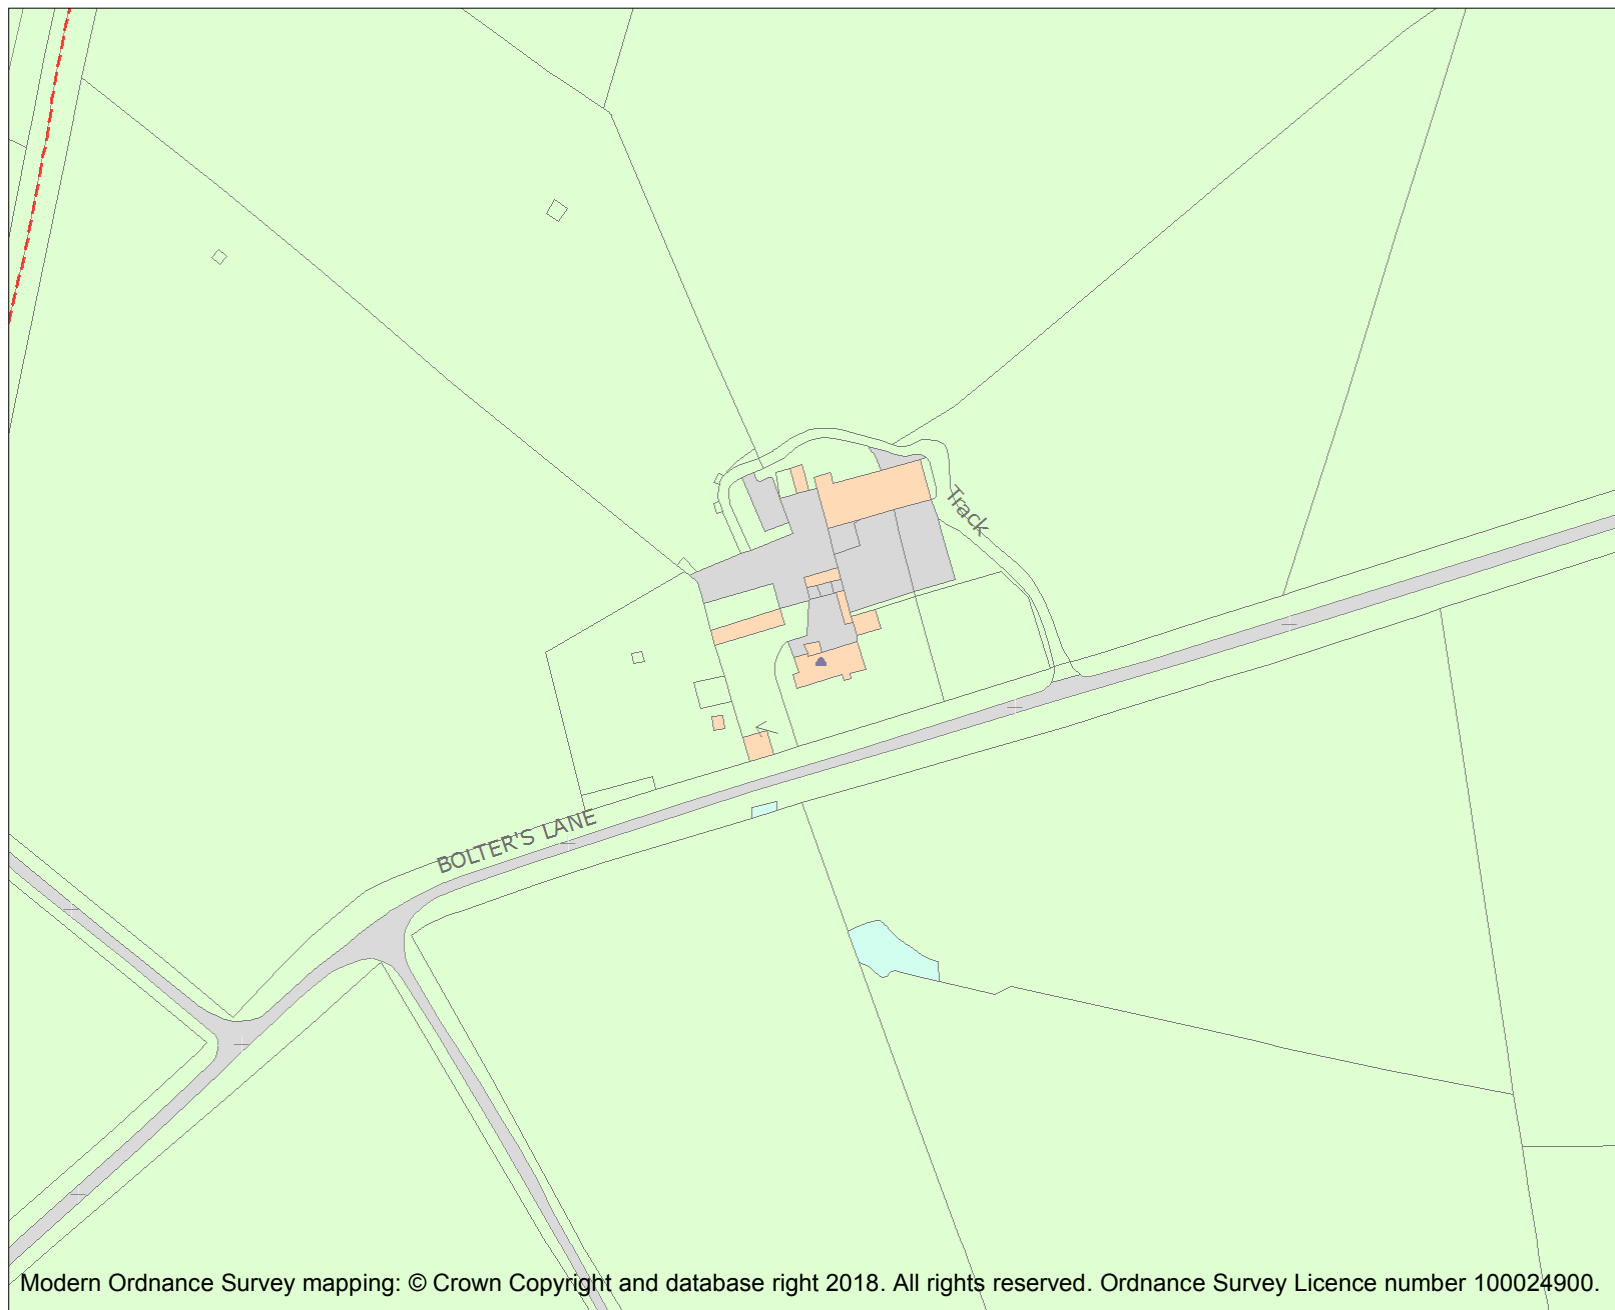 Track
BOLTER'S LANE
Modern Ordnance Survey mapping: © Crown Copyright and database right 2018. All rights reserved. Ordnance Survey Licence number 100024900.